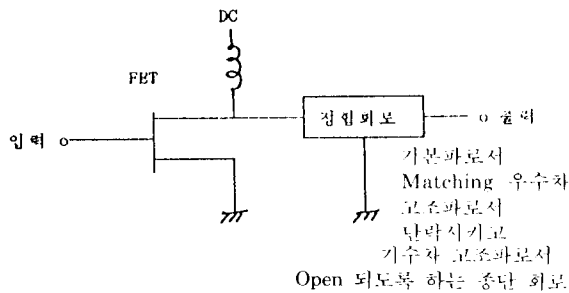 DC
FET
입력
정합회로
출력
기본파로서
Matching 우수차
고조파로서
단락시키고
기수차 고조파로서
Open 되도록 하는 종단 회로